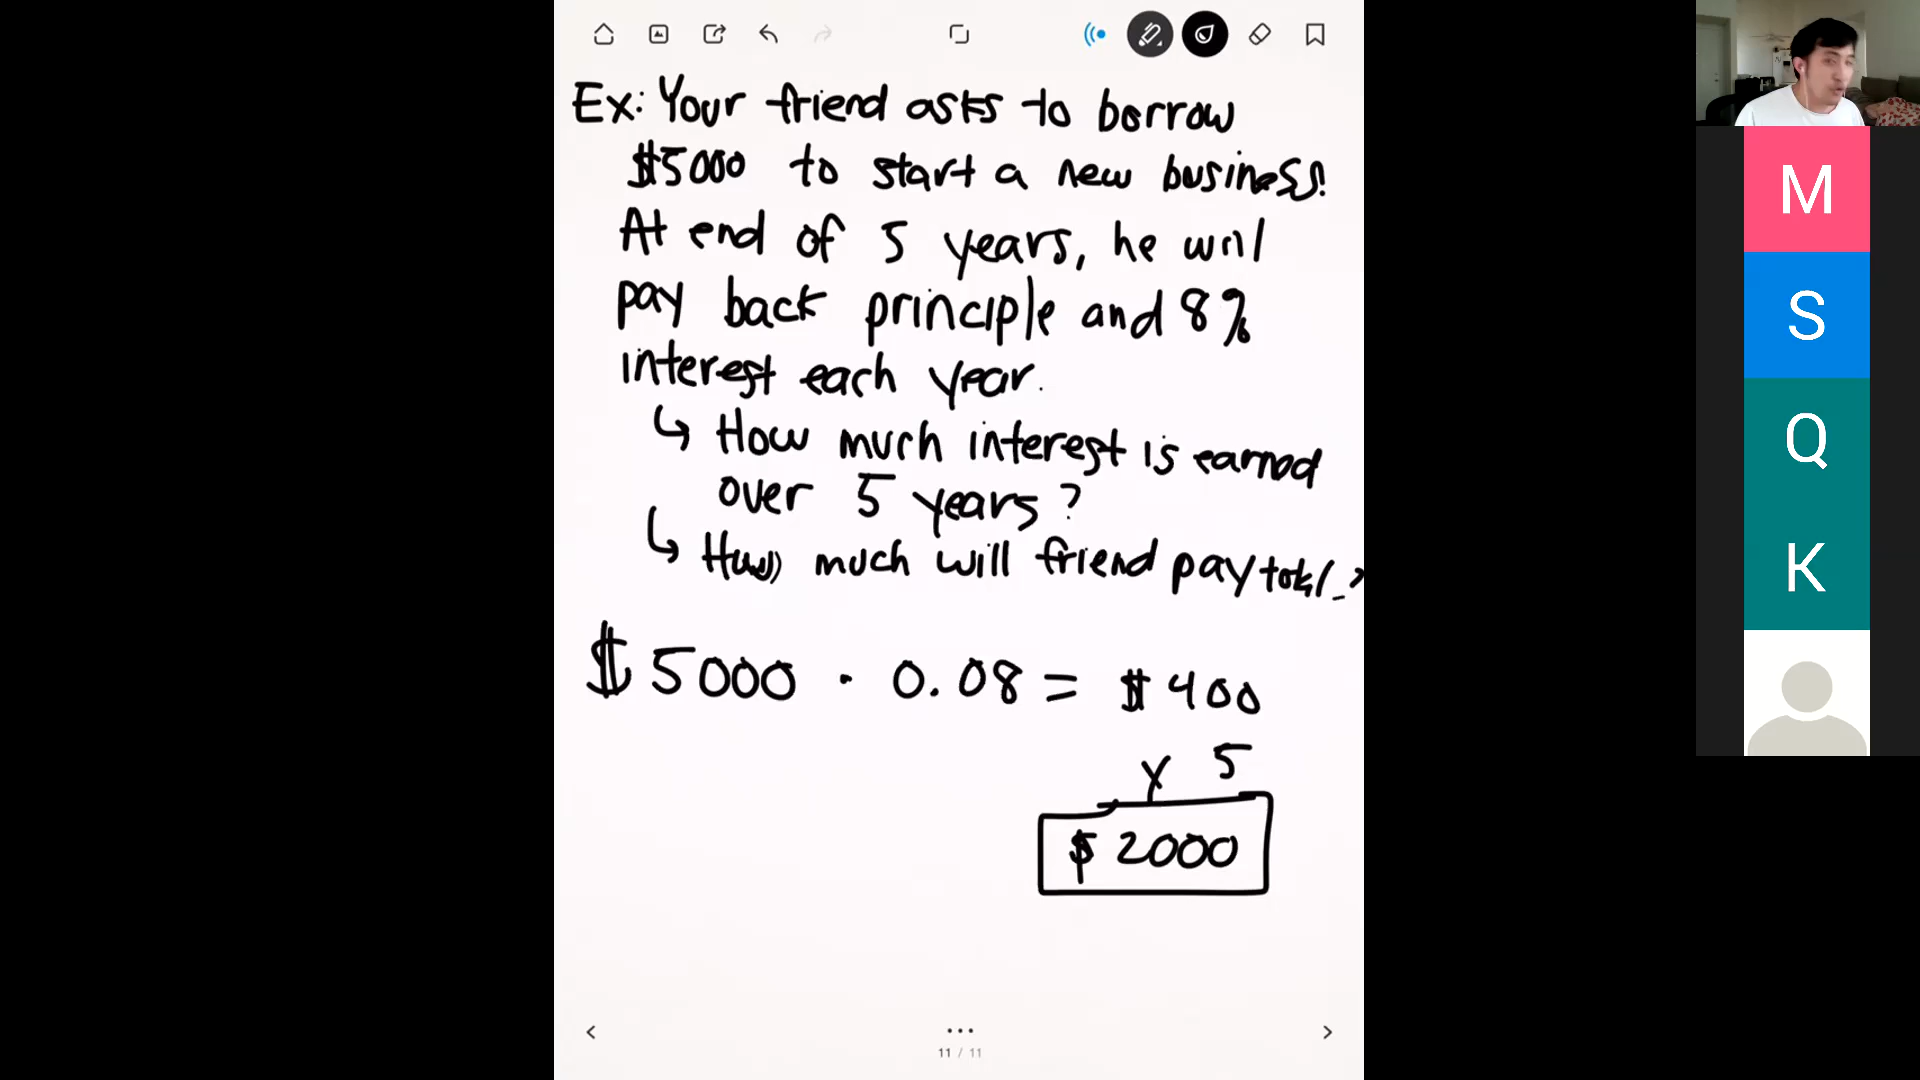 Ex: Your friend asks to borrow
$5000 to start a new business!
At end of 5 years, he will
pay back principle and 8%
interest each year.
↳ How much interest is earned
over 5 years?
↳ How much will friend pay total?
$5000 · 0.08 = $400
x 5
$2000
11 / 11
M
S
Q
K